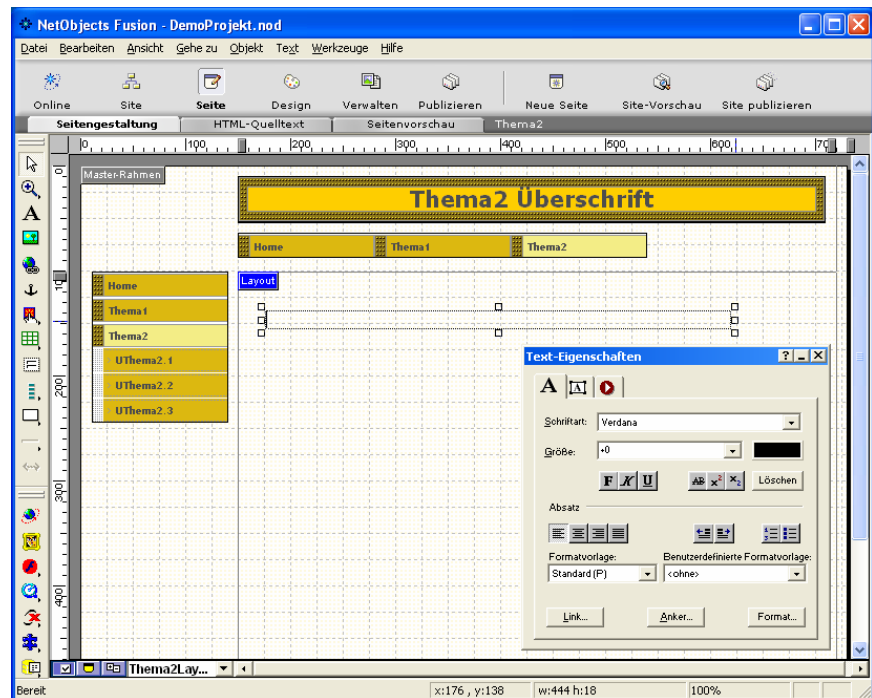 NetObjects Fusion - DemoProjekt.nod
Datei Bearbeiten Ansicht Gehe zu Objekt Text Werkzeuge Hilfe
Online Site Seite Design Verwalten Publizieren Neue Seite Site-Vorschau Site publizieren
Seitengestaltung HTML-Quelltext Seitenvorschau Thema2
0 100 200 300 400 500 600 700
0
Master-Rahmen
Thema2 Überschrift
Home Thema1 Thema2
100
Layout
Home
Thema1
Thema2
UThema2.1
UThema2.2
UThema2.3
200
300
400
Text-Eigenschaften
A A
Schriftart: Verdana
Größe: +0
F K U AB x² x₂ Löschen
Absatz
Formatvorlage: Benutzerdefinierte Formatvorlage:
Standard (P) <ohne>
Link... Anker... Format...
Thema2Lay...
Bereit x:176 , y:138 w:444 h:18 100%